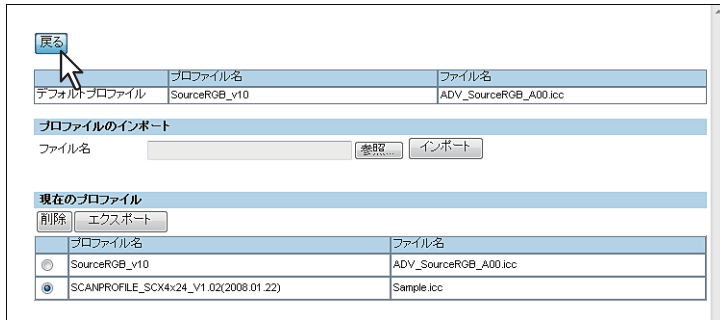 戻る
プロファイル名 ファイル名
デフォルトプロファイル SourceRGB_v10 ADV_SourceRGB_A00.icc
プロファイルのインポート
ファイル名 参照... インポート
現在のプロファイル
削除 エクスポート
プロファイル名 ファイル名
SourceRGB_v10 ADV_SourceRGB_A00.icc
SCANPROFILE_SCX4x24_V1.02(2008.01.22) Sample.icc